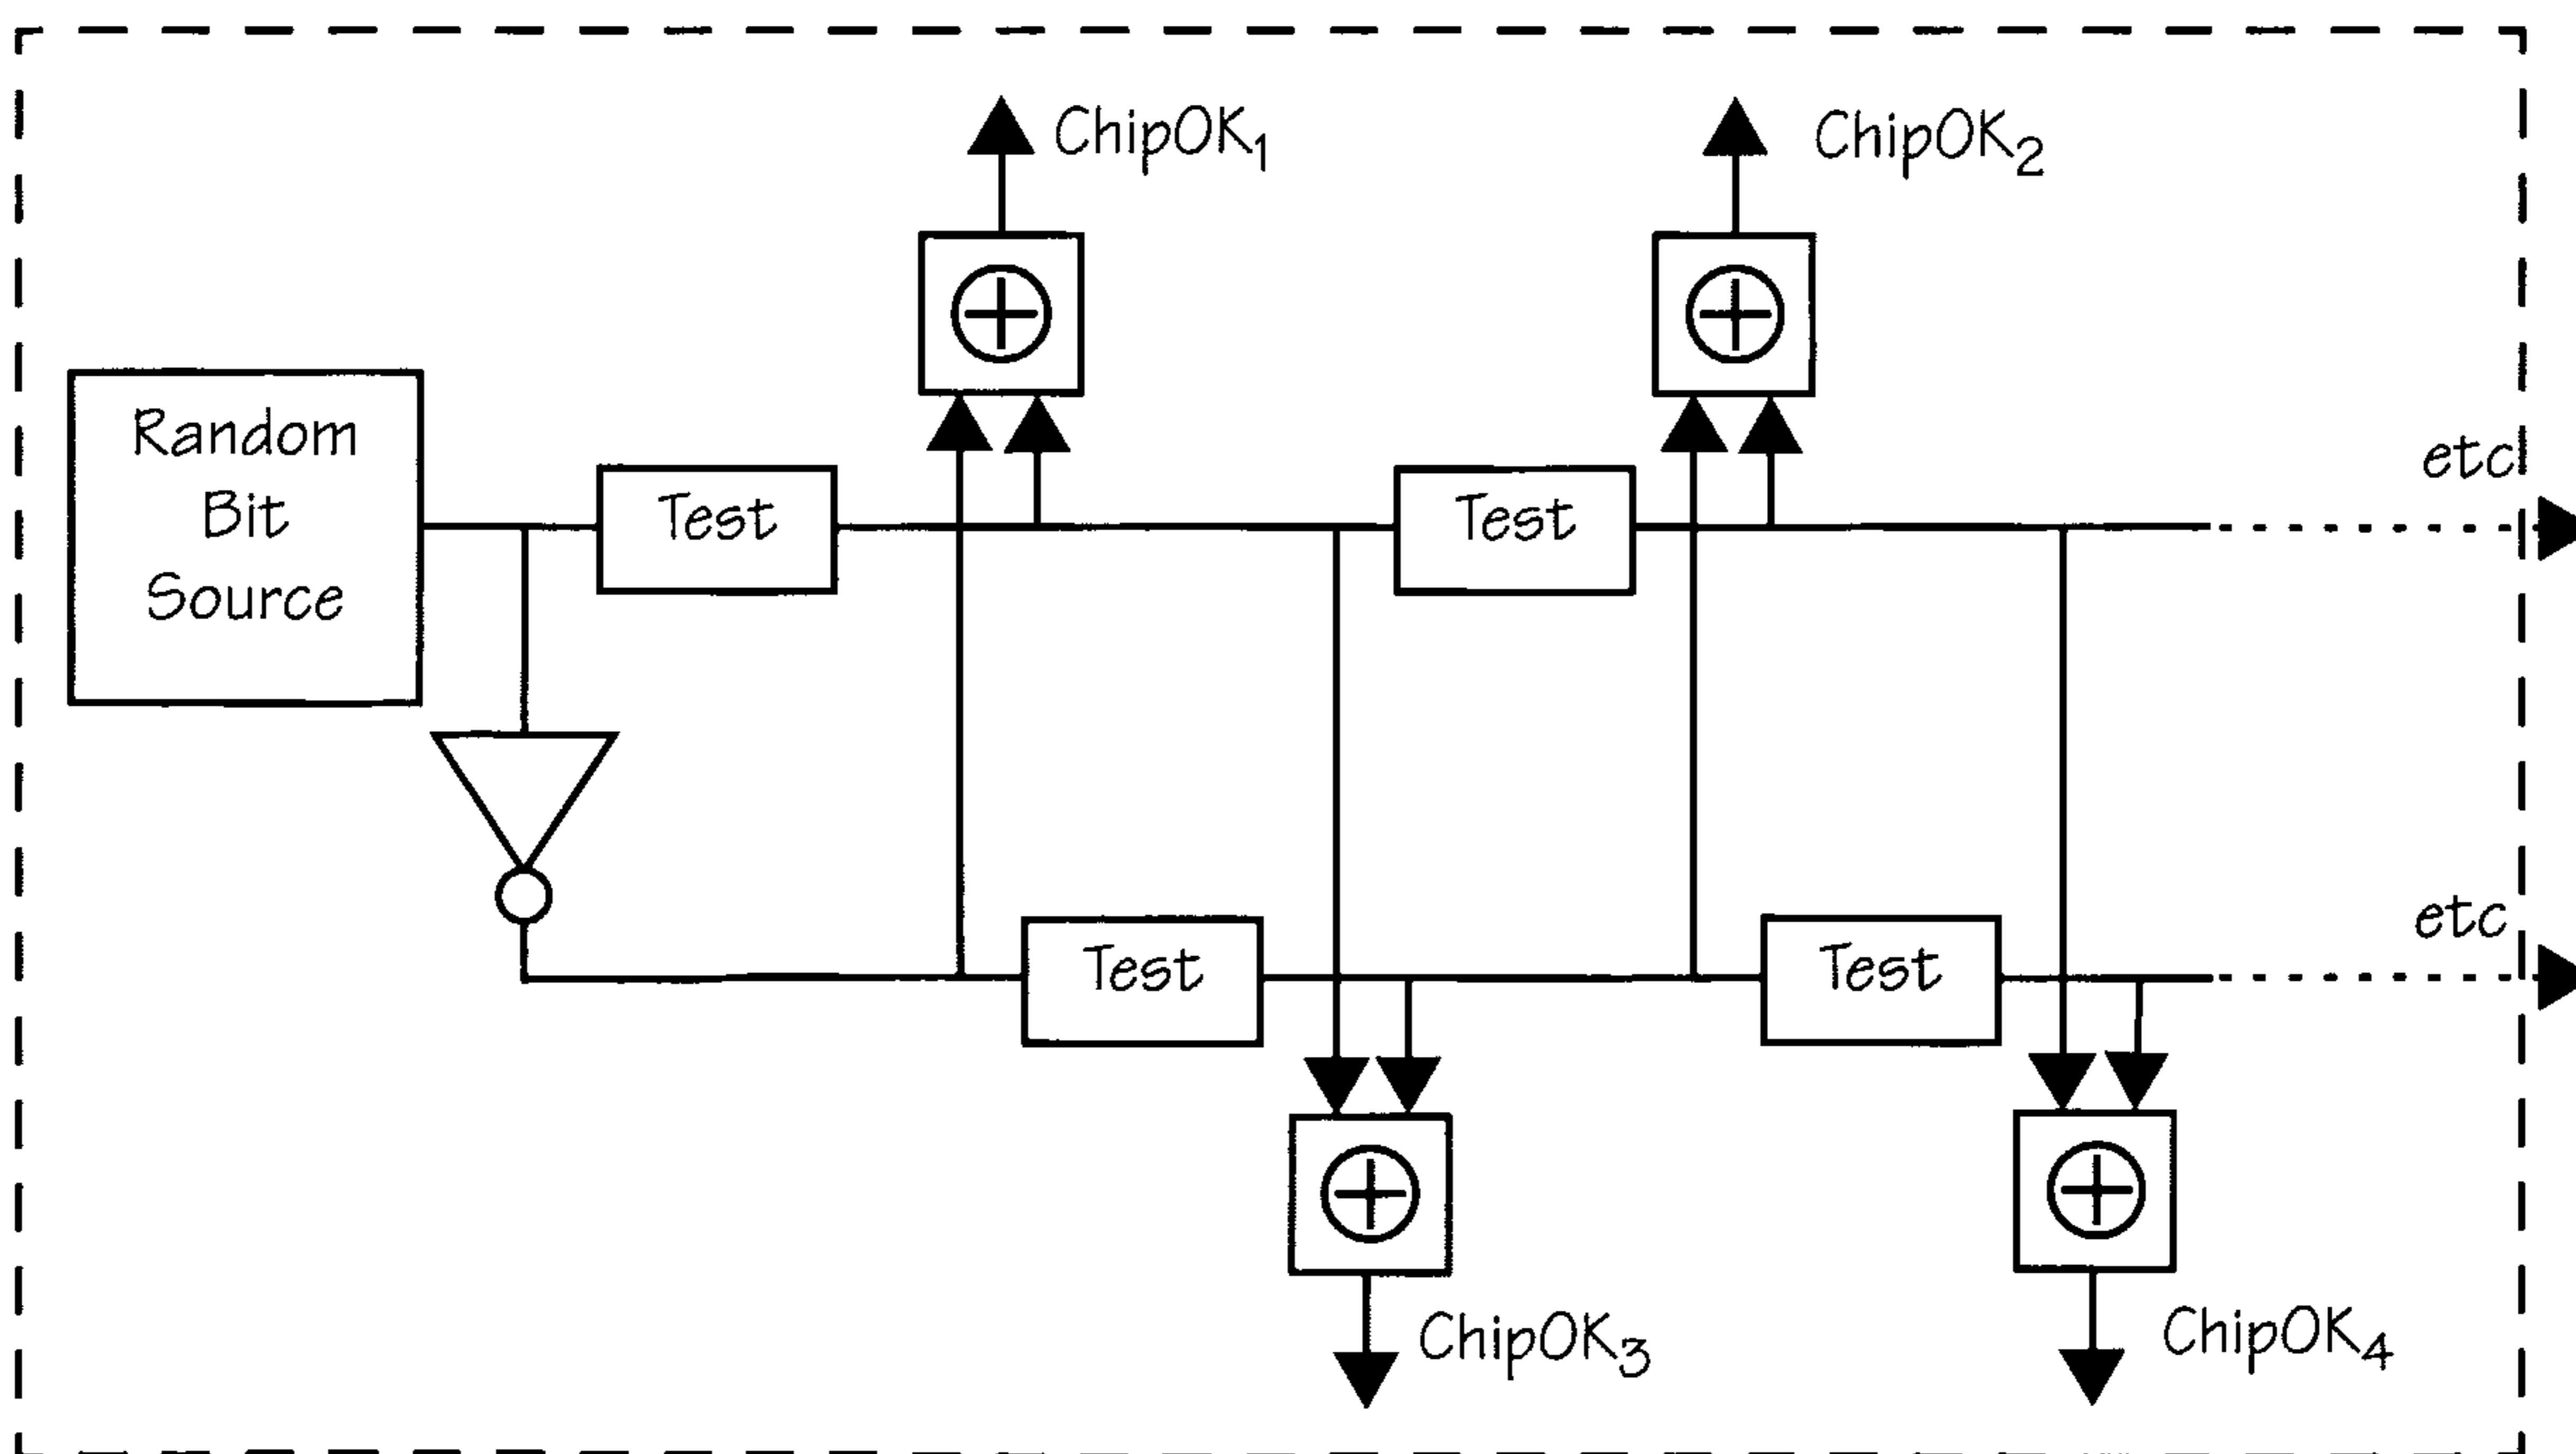 ChipOK₁
ChipOK₂
Random
Bit
Source
Test
Test
etc
Test
Test
etc
ChipOK₃
ChipOK₄